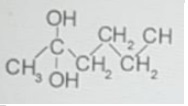 OH
CH₂ CH
C
CH₃ OH CH₂ CH₂